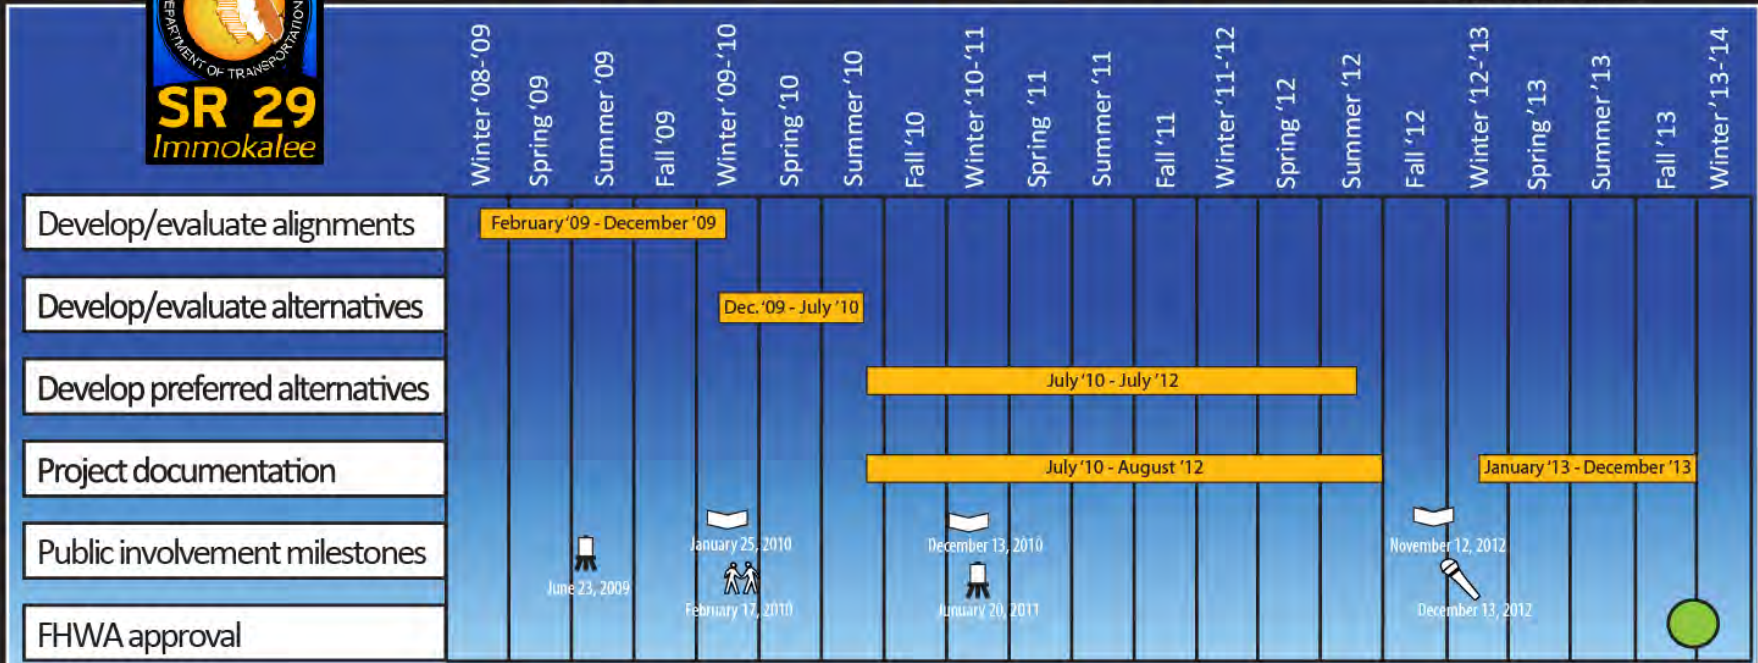 DEPARTMENT OF TRANSPORTATION
SR 29
Immokalee
Winter ‘08-‘09
Spring ‘09
Summer ‘09
Fall ‘09
Winter ‘09-‘10
Spring ‘10
Summer ‘10
Fall ‘10
Winter ‘10-‘11
Spring ‘11
Summer ‘11
Fall ‘11
Winter ‘11-‘12
Spring ‘12
Summer ‘12
Fall ‘12
Winter ‘12-‘13
Spring ‘13
Summer ‘13
Fall ‘13
Winter ‘13-‘14
Develop/evaluate alignments
February ‘09 - December ‘09
Develop/evaluate alternatives
Dec. ‘09 - July ‘10
Develop preferred alternatives
July ‘10 - July ‘12
Project documentation
July ‘10 - August ‘12
January ‘13 - December ‘13
Public involvement milestones
January 25, 2010
December 13, 2010
November 12, 2012
June 23, 2009
February 17, 2010
January 20, 2011
December 13, 2012
FHWA approval